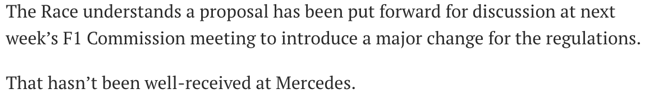 The Race understands a proposal has been put forward for discussion at next
week’s F1 Commission meeting to introduce a major change for the regulations.
That hasn’t been well-received at Mercedes.